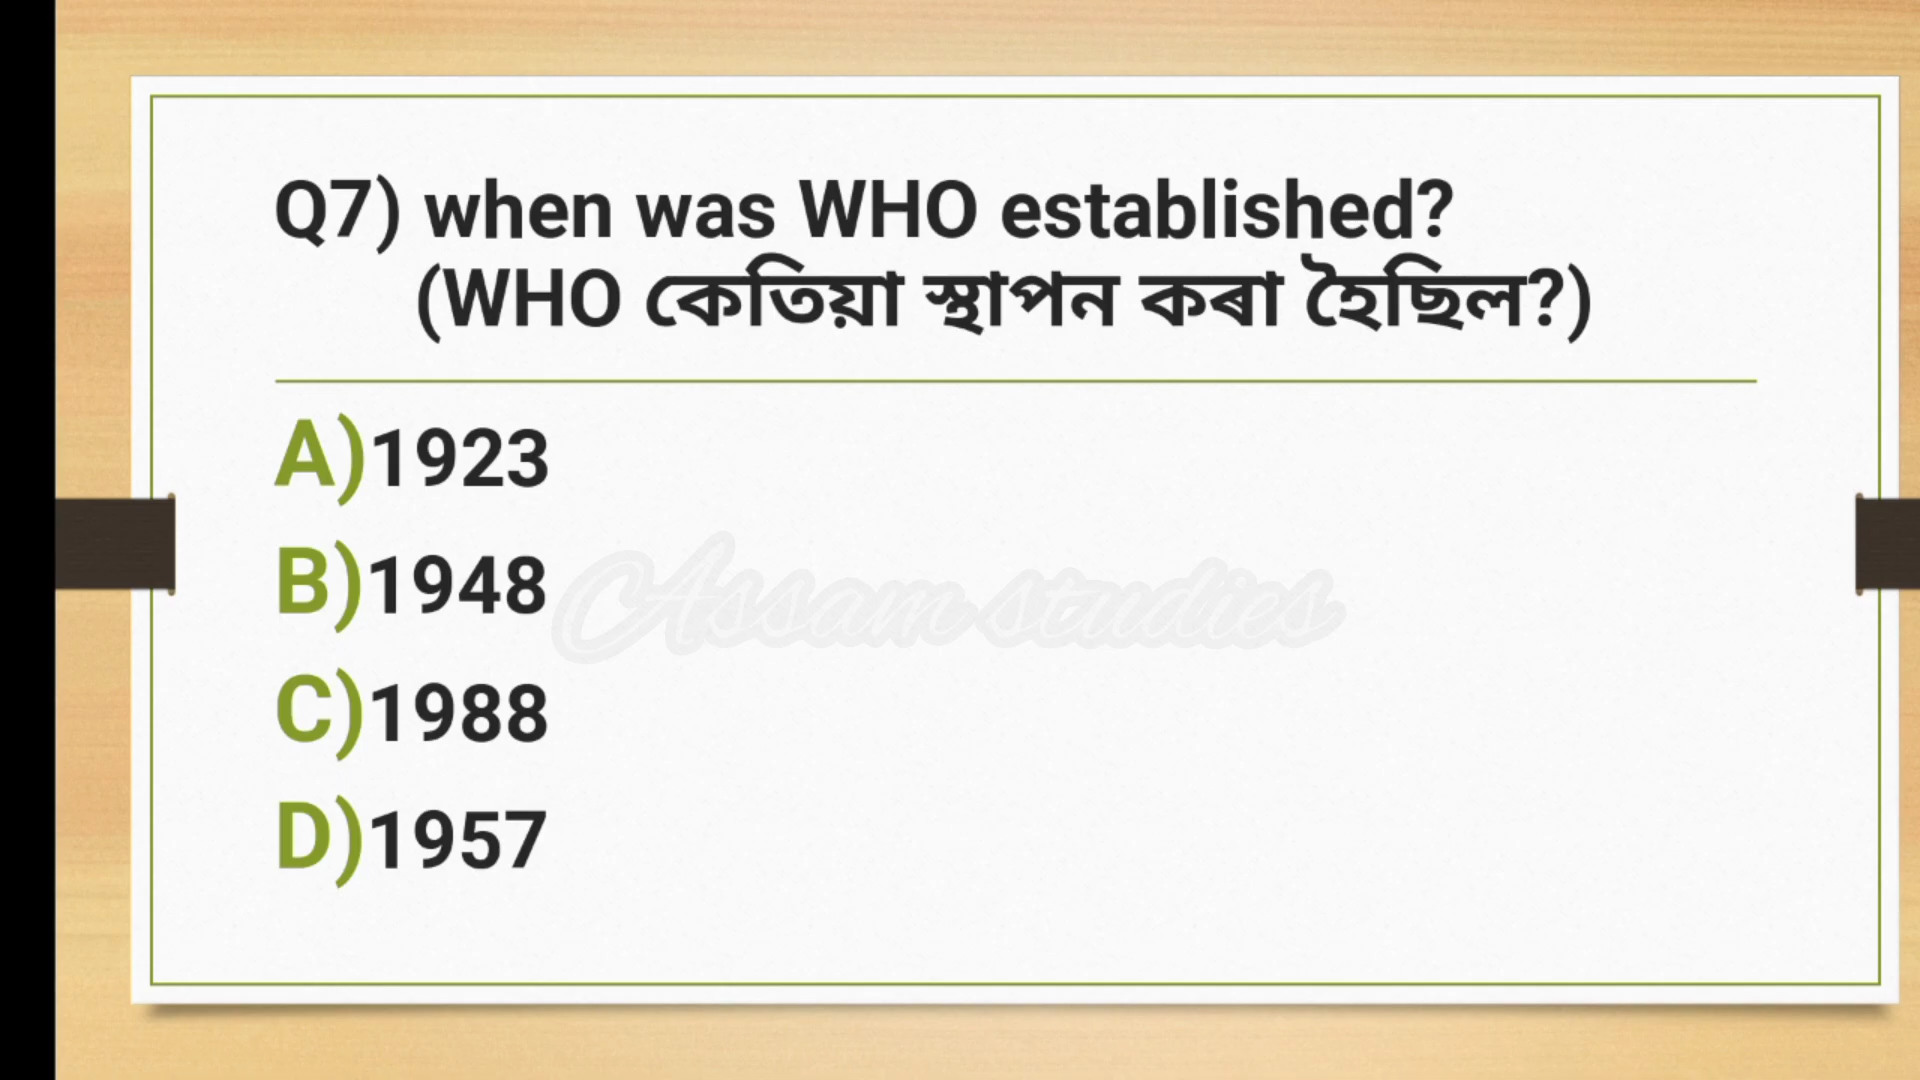 Q7) when was WHO established?
(WHO কেতিয়া স্থাপন কৰা হৈছিল?)
A)1923
B)1948
Assam studies
C)1988
D)1957